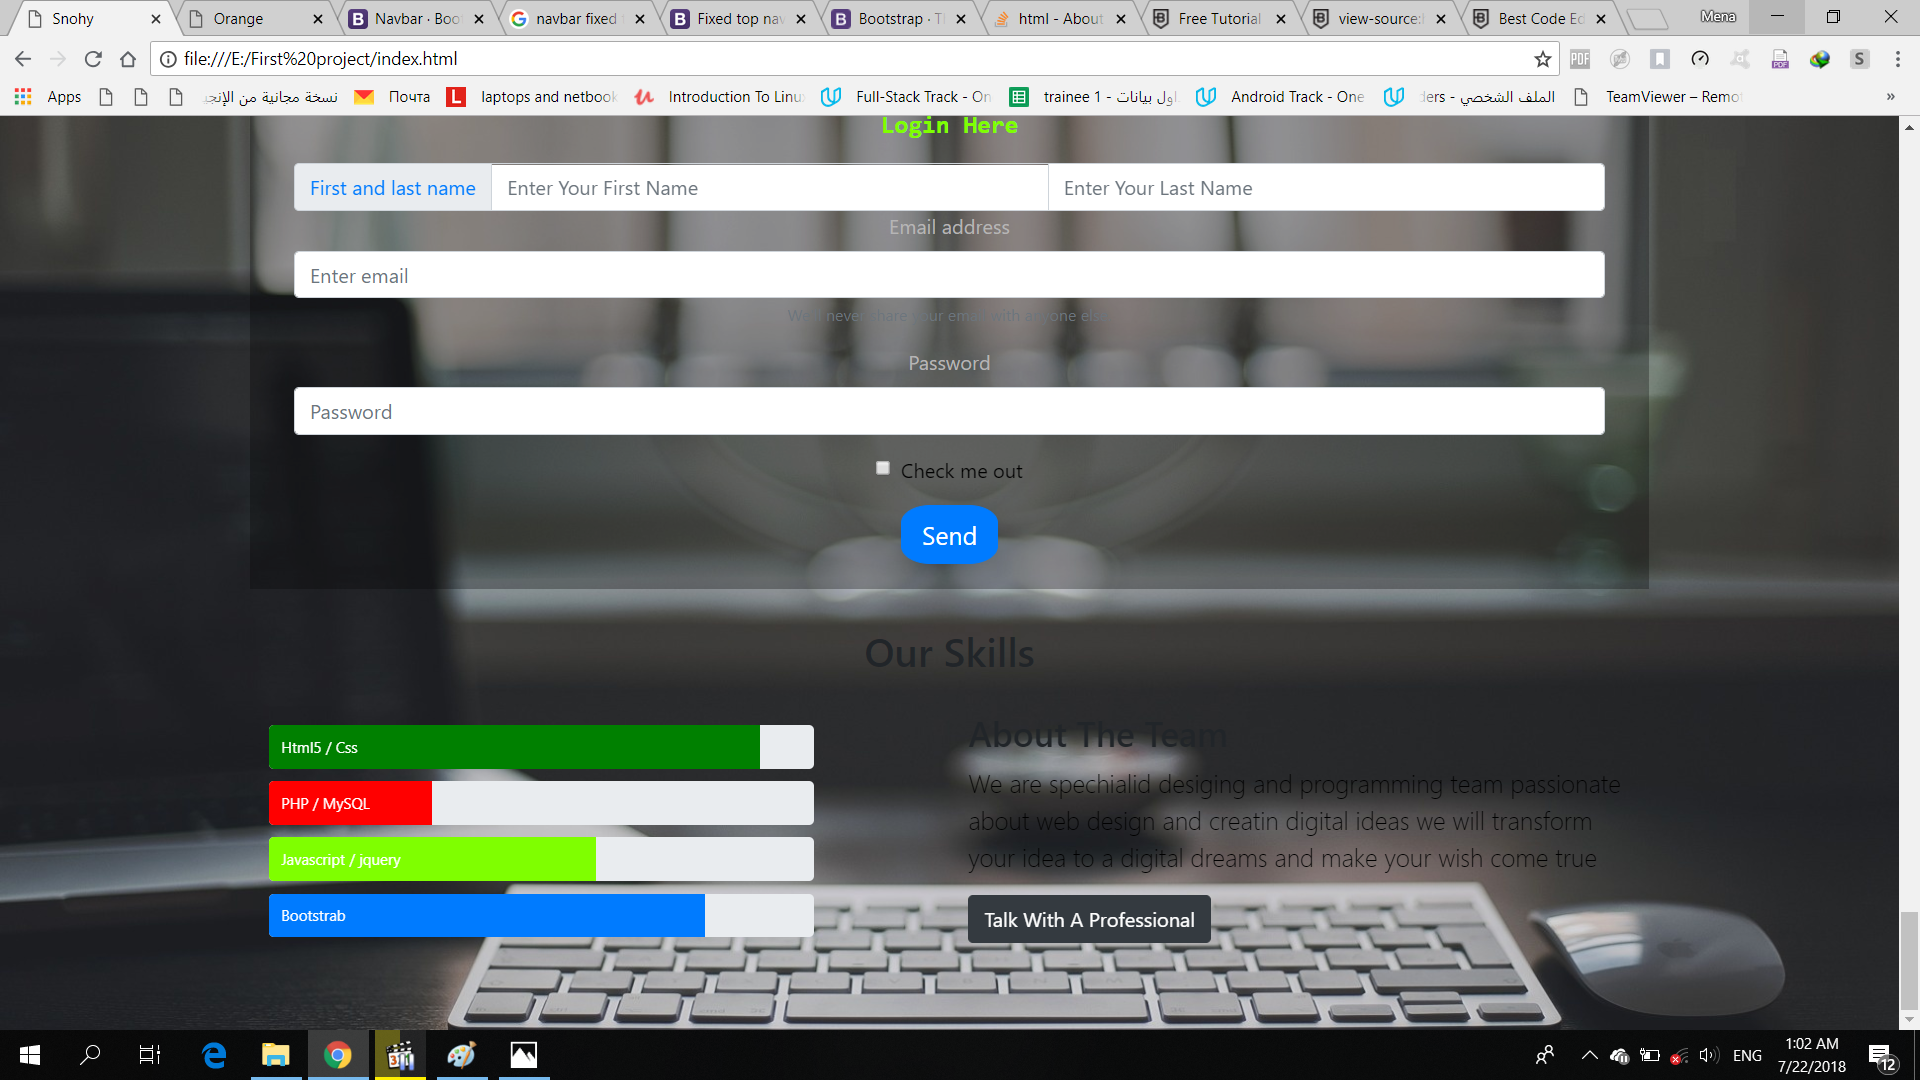 Snohy
Orange
Navbar · Boo
navbar fixed
Fixed top nav
Bootstrap · T
html - About
Free Tutorial
view-source:
Best Code Ed
Mena
file:///E:/First%20project/index.html
Apps
نسخة مجانية من الإنجي
Почта
laptops and netbook
Introduction To Linu
Full-Stack Track - On
trainee 1 - اول بيانات
Android Track - One
الملف الشخصي - ders
TeamViewer – Remot
»
Login Here
First and last name
Enter Your First Name
Enter Your Last Name
Email address
Enter email
We'll never share your email with anyone else.
Password
Password
Check me out
Send
Our Skills
Html5 / Css
PHP / MySQL
Javascript / jquery
Bootstrab
About The Team
We are spechialid desiging and programming team passionate
about web design and creatin digital ideas we will transform
your idea to a digital dreams and make your wish come true
Talk With A Professional
ENG
1:02 AM
7/22/2018
12